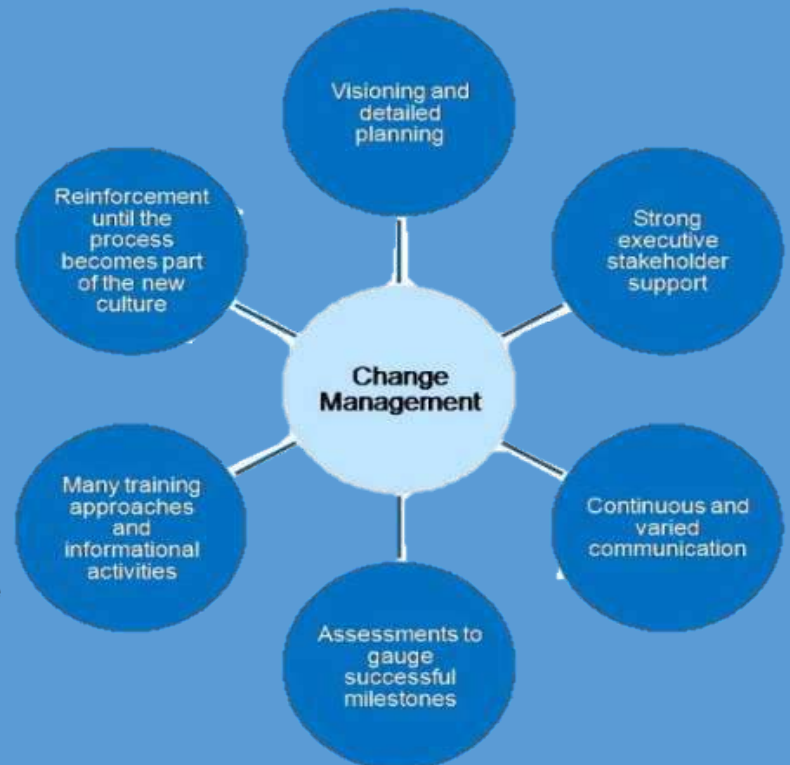 Visioning and
detailed
planning
Strong
executive
stakeholder
support
Continuous and
varied
communication
Assessments to
gauge
successful
milestones
Many training
approaches
and
informational
activities
Reinforcement
until the
process
becomes part
of the new
culture
Change
Management